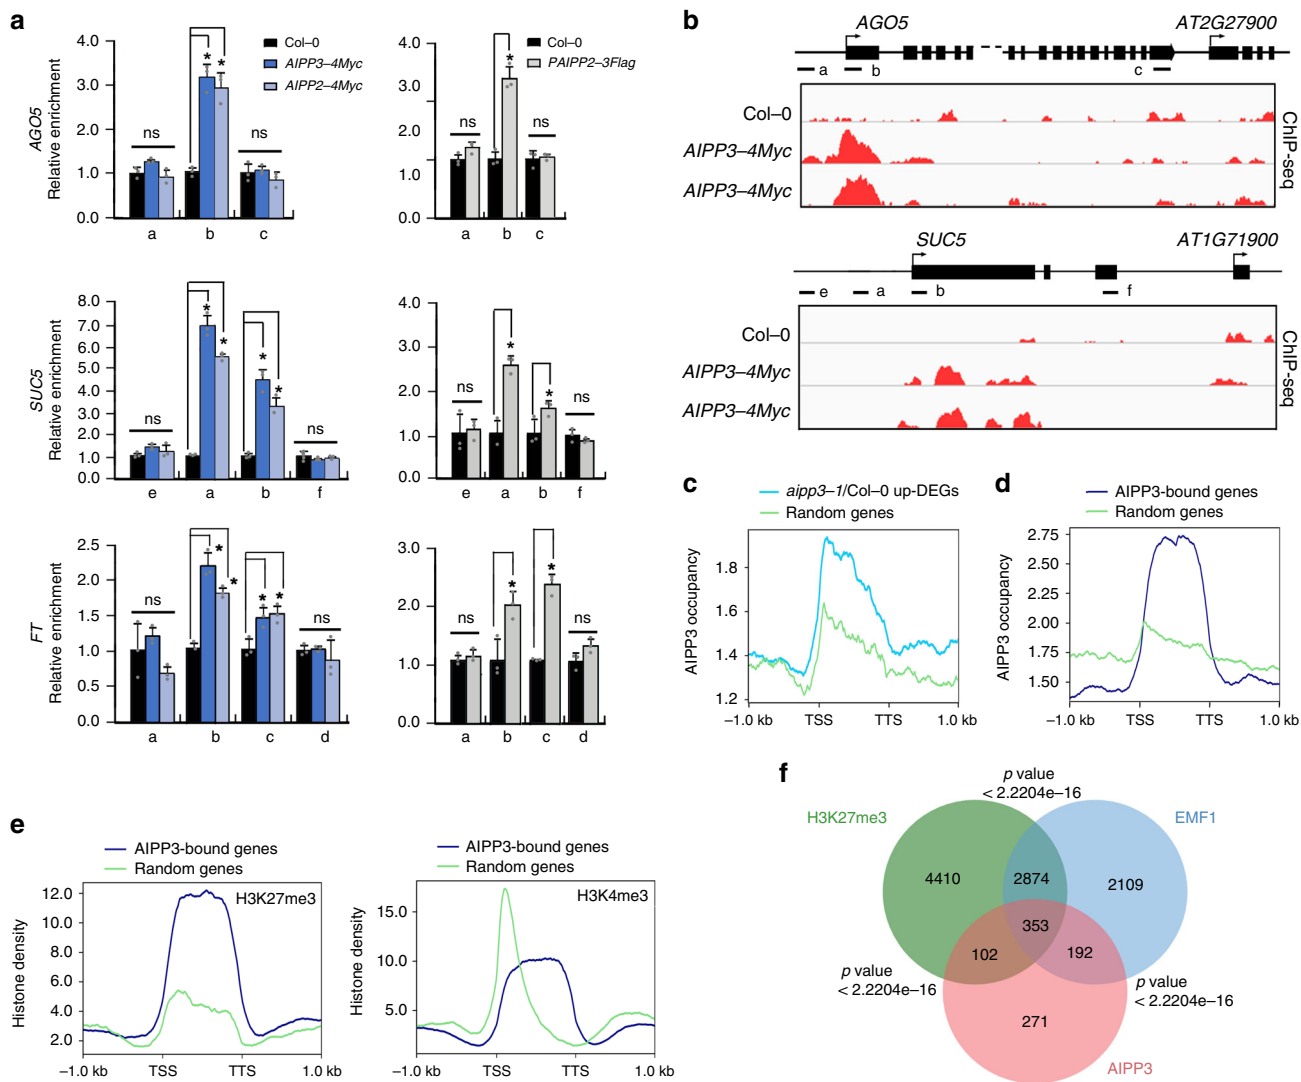 a
AGO5
Relative enrichment
4.0
3.0
2.0
1.0
0.0
ns
*
*
ns
a
b
c
Col–0
AIPP3–4Myc
AIPP2–4Myc
4.0
3.0
2.0
1.0
0.0
ns
*
ns
a
b
c
Col–0
PAIPP2–3Flag
SUC5
Relative enrichment
8.0
7.0
6.0
5.0
4.0
3.0
2.0
1.0
0.0
ns
*
*
*
*
ns
e
a
b
f
4.0
3.0
2.0
1.0
0.0
ns
*
*
ns
e
a
b
f
FT
Relative enrichment
2.5
2.0
1.5
1.0
0.5
0.0
ns
*
*
*
*
ns
a
b
c
d
3.0
2.0
1.0
0.0
ns
*
*
ns
a
b
c
d
b
AGO5
AT2G27900
a
b
c
Col–0
AIPP3–4Myc
AIPP3–4Myc
ChIP-seq
SUC5
AT1G71900
e
a
b
f
Col–0
AIPP3–4Myc
AIPP3–4Myc
ChIP-seq
c
aipp3–1/Col–0 up-DEGs
Random genes
AIPP3 occupancy
1.8
1.6
1.4
1.2
–1.0 kb
TSS
TTS
1.0 kb
d
AIPP3-bound genes
Random genes
AIPP3 occupancy
2.75
2.50
2.25
2.00
1.75
1.50
–1.0 kb
TSS
TTS
1.0 kb
e
AIPP3-bound genes
Random genes
H3K27me3
Histone density
12.0
10.0
8.0
6.0
4.0
2.0
–1.0 kb
TSS
TTS
1.0 kb
AIPP3-bound genes
Random genes
H3K4me3
Histone density
15.0
10.0
5.0
–1.0 kb
TSS
TTS
1.0 kb
f
p value
< 2.2204e–16
H3K27me3
EMF1
4410
2874
2109
353
102
192
p value
< 2.2204e–16
p value
< 2.2204e–16
271
AIPP3